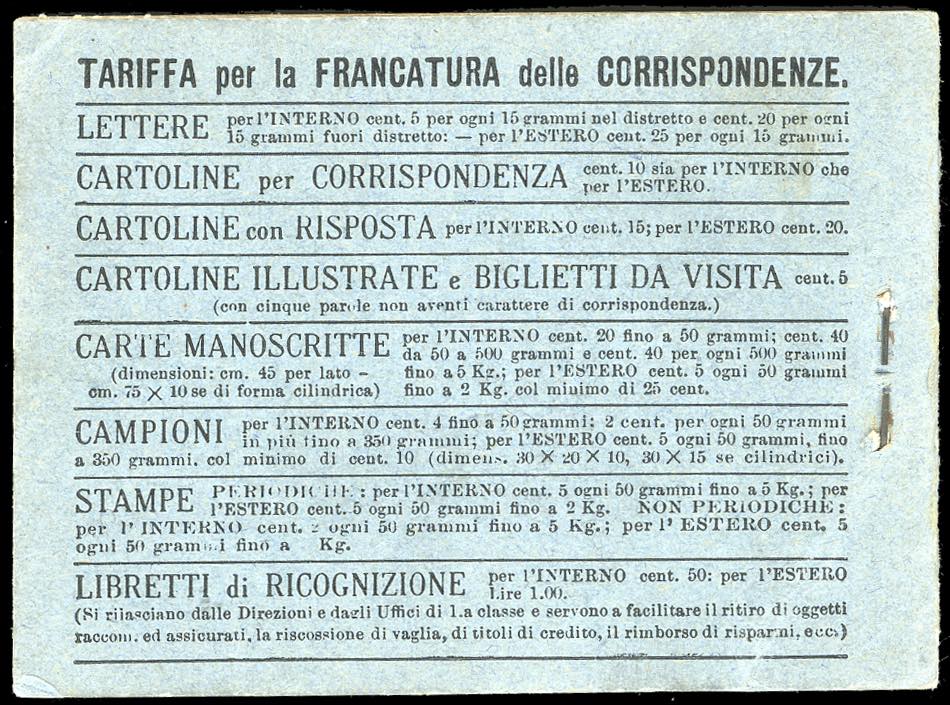 TARIFFA per la FRANCATURA delle CORRISPONDENZE.
LETTERE per l'INTERNO cent. 5 per ogni 15 grammi nel distretto e cent. 20 per ogni
15 grammi fuori distretto: — per l'ESTERO cent. 25 per ogni 15 grammi.
CARTOLINE per CORRISPONDENZA cent. 10 sia per l'INTERNO che
per l'ESTERO.
CARTOLINE con RISPOSTA per l'INTERNO cent. 15; per l'ESTERO cent. 20.
CARTOLINE ILLUSTRATE e BIGLIETTI DA VISITA cent. 5
(con cinque parole non aventi carattere di corrispondenza.)
CARTE MANOSCRITTE per l'INTERNO cent. 20 fino a 50 grammi; cent. 40
da 50 a 500 grammi e cent. 40 per ogni 500 grammi
(dimensioni: cm. 45 per lato – fino a 5 Kg.; per l'ESTERO cent. 5 ogni 50 grammi
cm. 75 X 10 se di forma cilindrica) fino a 2 Kg. col minimo di 25 cent.
CAMPIONI per l'INTERNO cent. 4 fino a 50 grammi: 2 cent. per ogni 50 grammi
in più fino a 350 grammi; per l'ESTERO cent. 5 ogni 50 grammi, fino
a 350 grammi. col minimo di cent. 10 (dimens. 30 X 20 X 10, 30 X 15 se cilindrici).
STAMPE PERIODICHE: per l'INTERNO cent. 5 ogni 50 grammi fino a 5 Kg.; per
l'ESTERO cent. 5 ogni 50 grammi fino a 2 Kg. NON PERIODICHE:
per l' INTERNO cent. 2 ogni 50 grammi fino a 5 Kg.; per l' ESTERO cent. 5
ogni 50 grammi fino a Kg.
LIBRETTI di RICOGNIZIONE per l'INTERNO cent. 50: per l'ESTERO
Lire 1.00.
(Si rilasciano dalle Direzioni e dagli Uffici di 1.a classe e servono a facilitare il ritiro di oggetti
raccom. ed assicurati, la riscossione di vaglia, di titoli di credito, il rimborso di risparmi, ecc.)